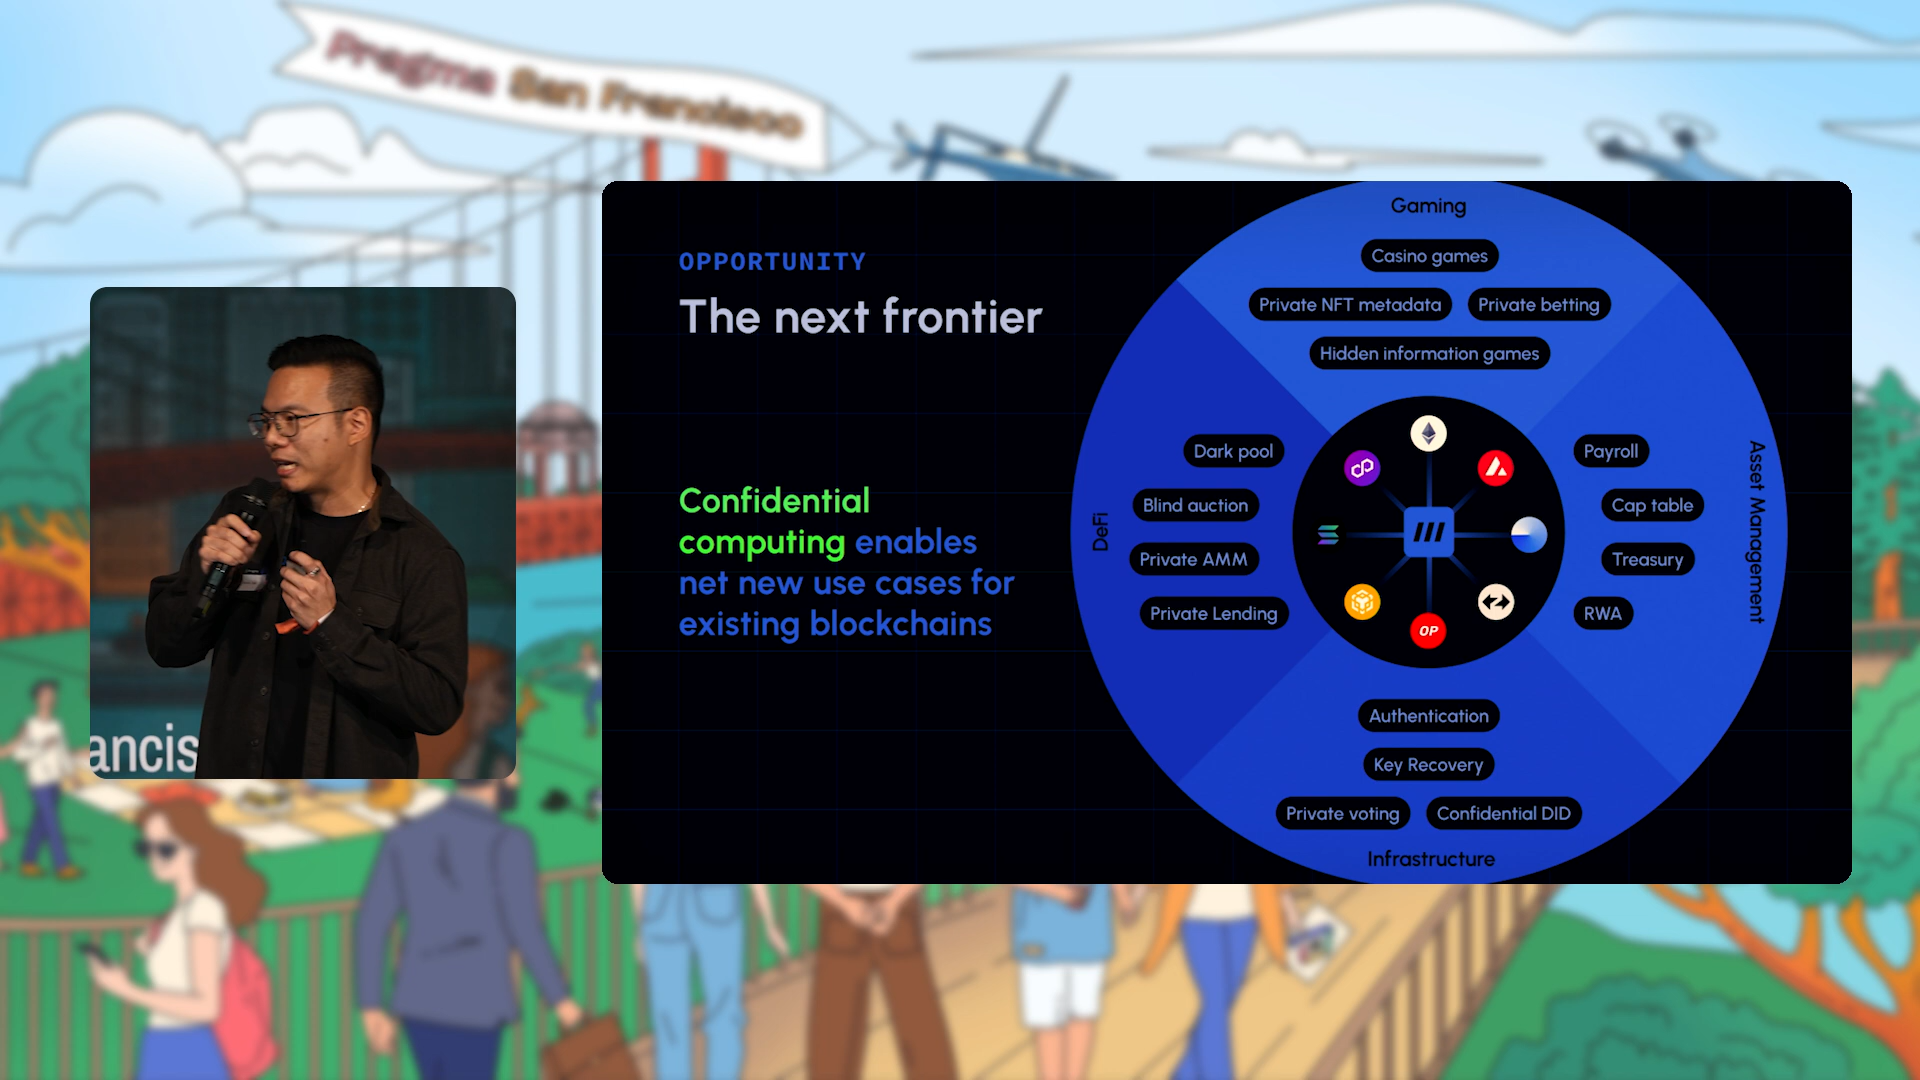 Pragma San Francisco
ancis
OPPORTUNITY
The next frontier
Confidential
computing enables
net new use cases for
existing blockchains
Gaming
Casino games
Private NFT metadata
Private betting
Hidden information games
DeFi
Dark pool
Blind auction
Private AMM
Private Lending
OP
Payroll
Cap table
Treasury
RWA
Asset Management
Authentication
Key Recovery
Private voting
Confidential DID
Infrastructure